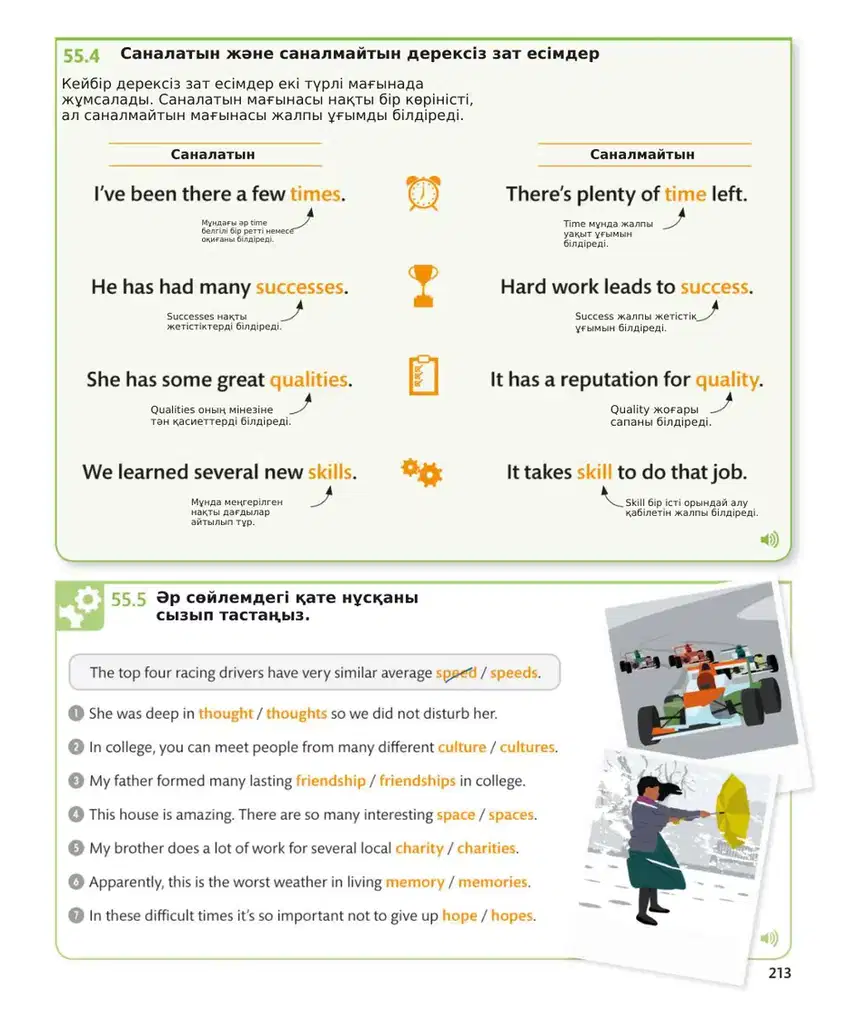 55.4 Саналатын және саналмайтын дерексіз зат есімдер
Кейбір дерексіз зат есімдер екі түрлі мағынада
жұмсалады. Саналатын мағынасы нақты бір көріністі,
ал саналмайтын мағынасы жалпы ұғымды білдіреді.
Саналатын
Саналмайтын
I've been there a few times.
There's plenty of time left.
Мұндағы әр time
белгілі бір ретті немесе
оқиғаны білдіреді.
Time мұнда жалпы
уақыт ұғымын
білдіреді.
He has had many successes.
Hard work leads to success.
Successes нақты
жетістіктерді білдіреді.
Success жалпы жетістік
ұғымын білдіреді.
She has some great qualities.
It has a reputation for quality.
Qualities оның мінезіне
тән қасиеттерді білдіреді.
Quality жоғары
сапаны білдіреді.
We learned several new skills.
It takes skill to do that job.
Мұнда меңгерілген
нақты дағдылар
айтылып тұр.
Skill бір істі орындай алу
қабілетін жалпы білдіреді.
55.5 Әр сөйлемдегі қате нұсқаны
сызып тастаңыз.
The top four racing drivers have very similar average speed / speeds.
1 She was deep in thought / thoughts so we did not disturb her.
2 In college, you can meet people from many different culture / cultures.
3 My father formed many lasting friendship / friendships in college.
4 This house is amazing. There are so many interesting space / spaces.
5 My brother does a lot of work for several local charity / charities.
6 Apparently, this is the worst weather in living memory / memories.
7 In these difficult times it's so important not to give up hope / hopes.
213